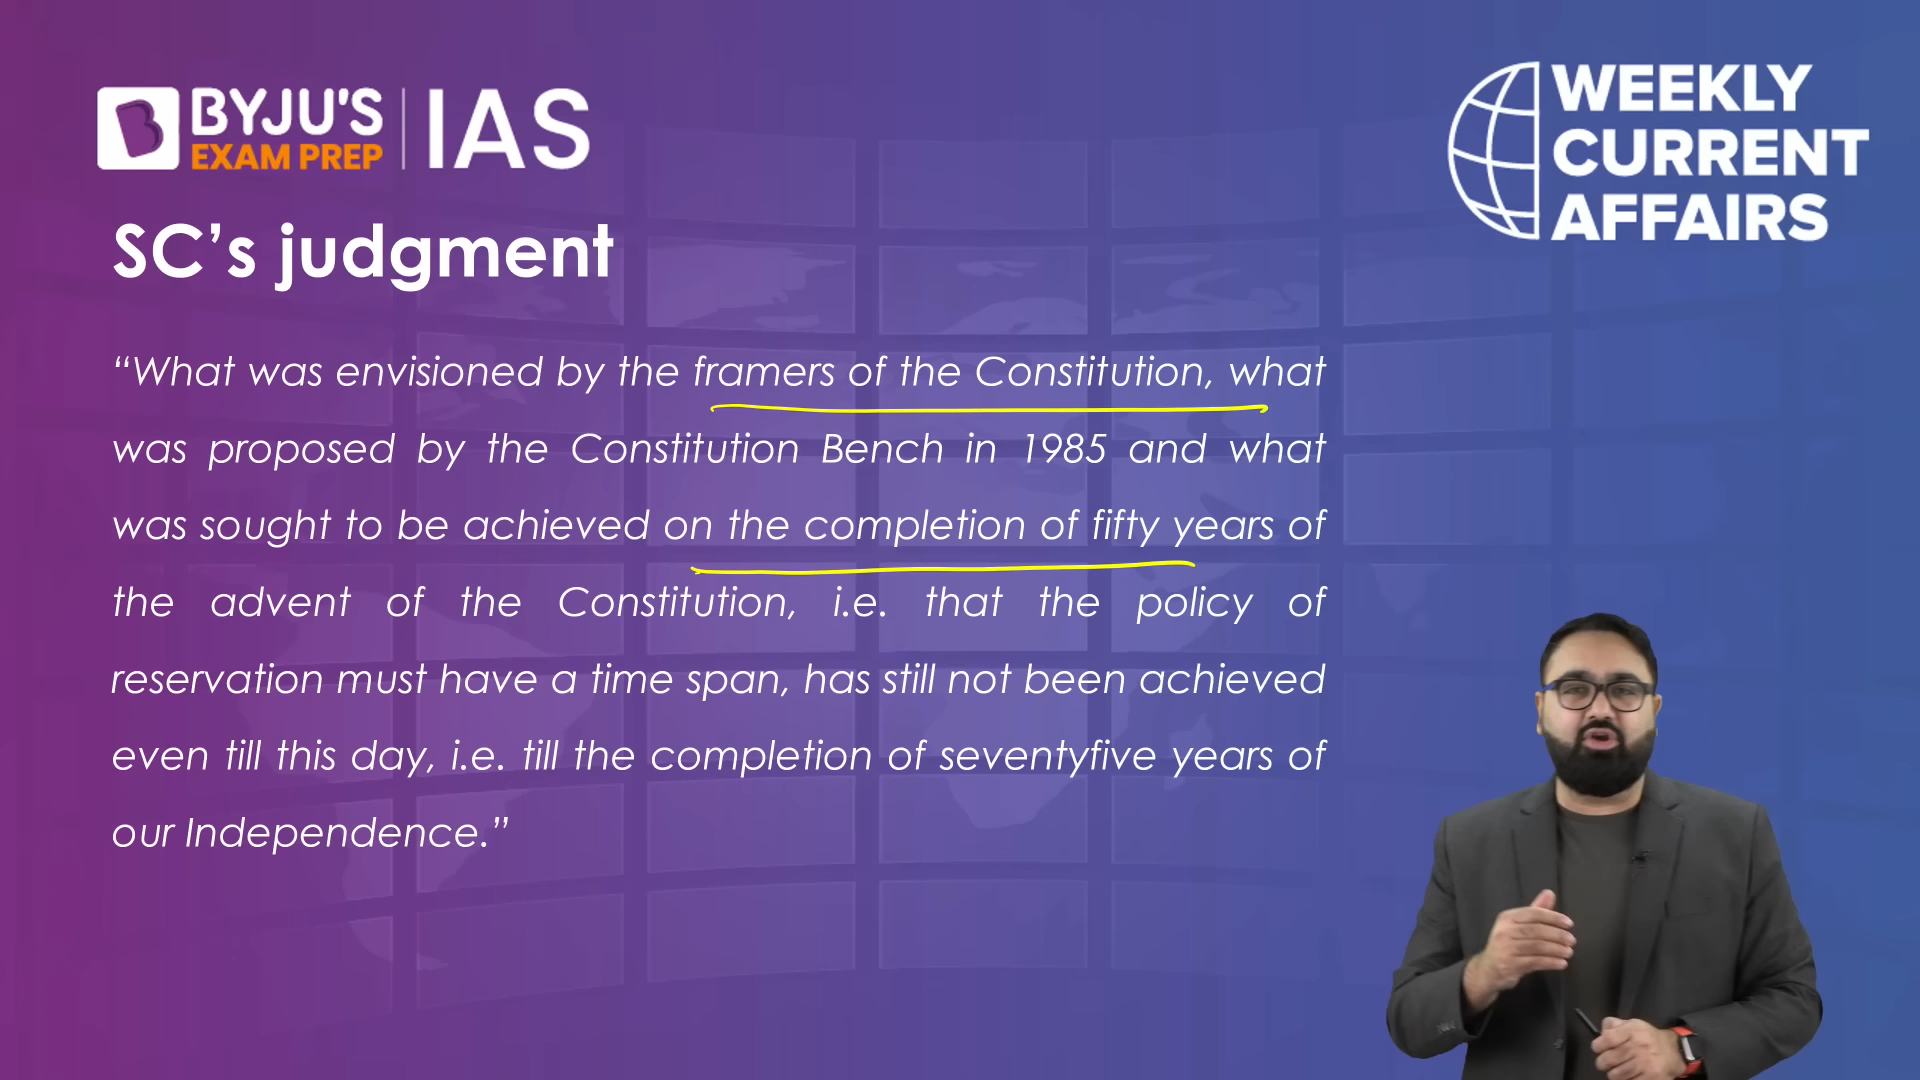 BYJU'S
EXAM PREP
IAS
WEEKLY
CURRENT
AFFAIRS
SC’s judgment
“What was envisioned by the framers of the Constitution, what
was proposed by the Constitution Bench in 1985 and what
was sought to be achieved on the completion of fifty years of
the advent of the Constitution, i.e. that the policy of
reservation must have a time span, has still not been achieved
even till this day, i.e. till the completion of seventyfive years of
our Independence.”